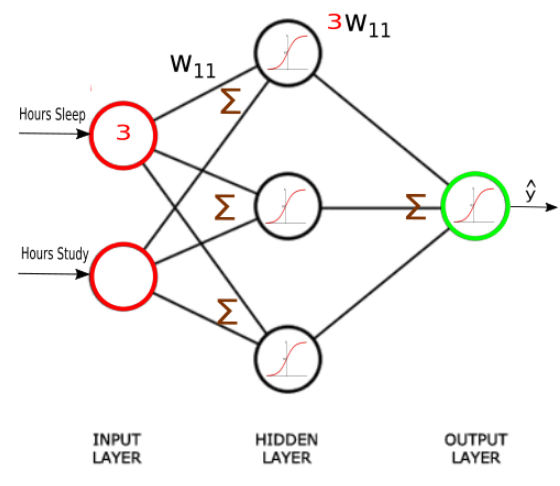 3W₁₁
W₁₁
Σ
Hours Sleep
3
Σ
Σ
ŷ
Hours Study
Σ
INPUT
LAYER
HIDDEN
LAYER
OUTPUT
LAYER